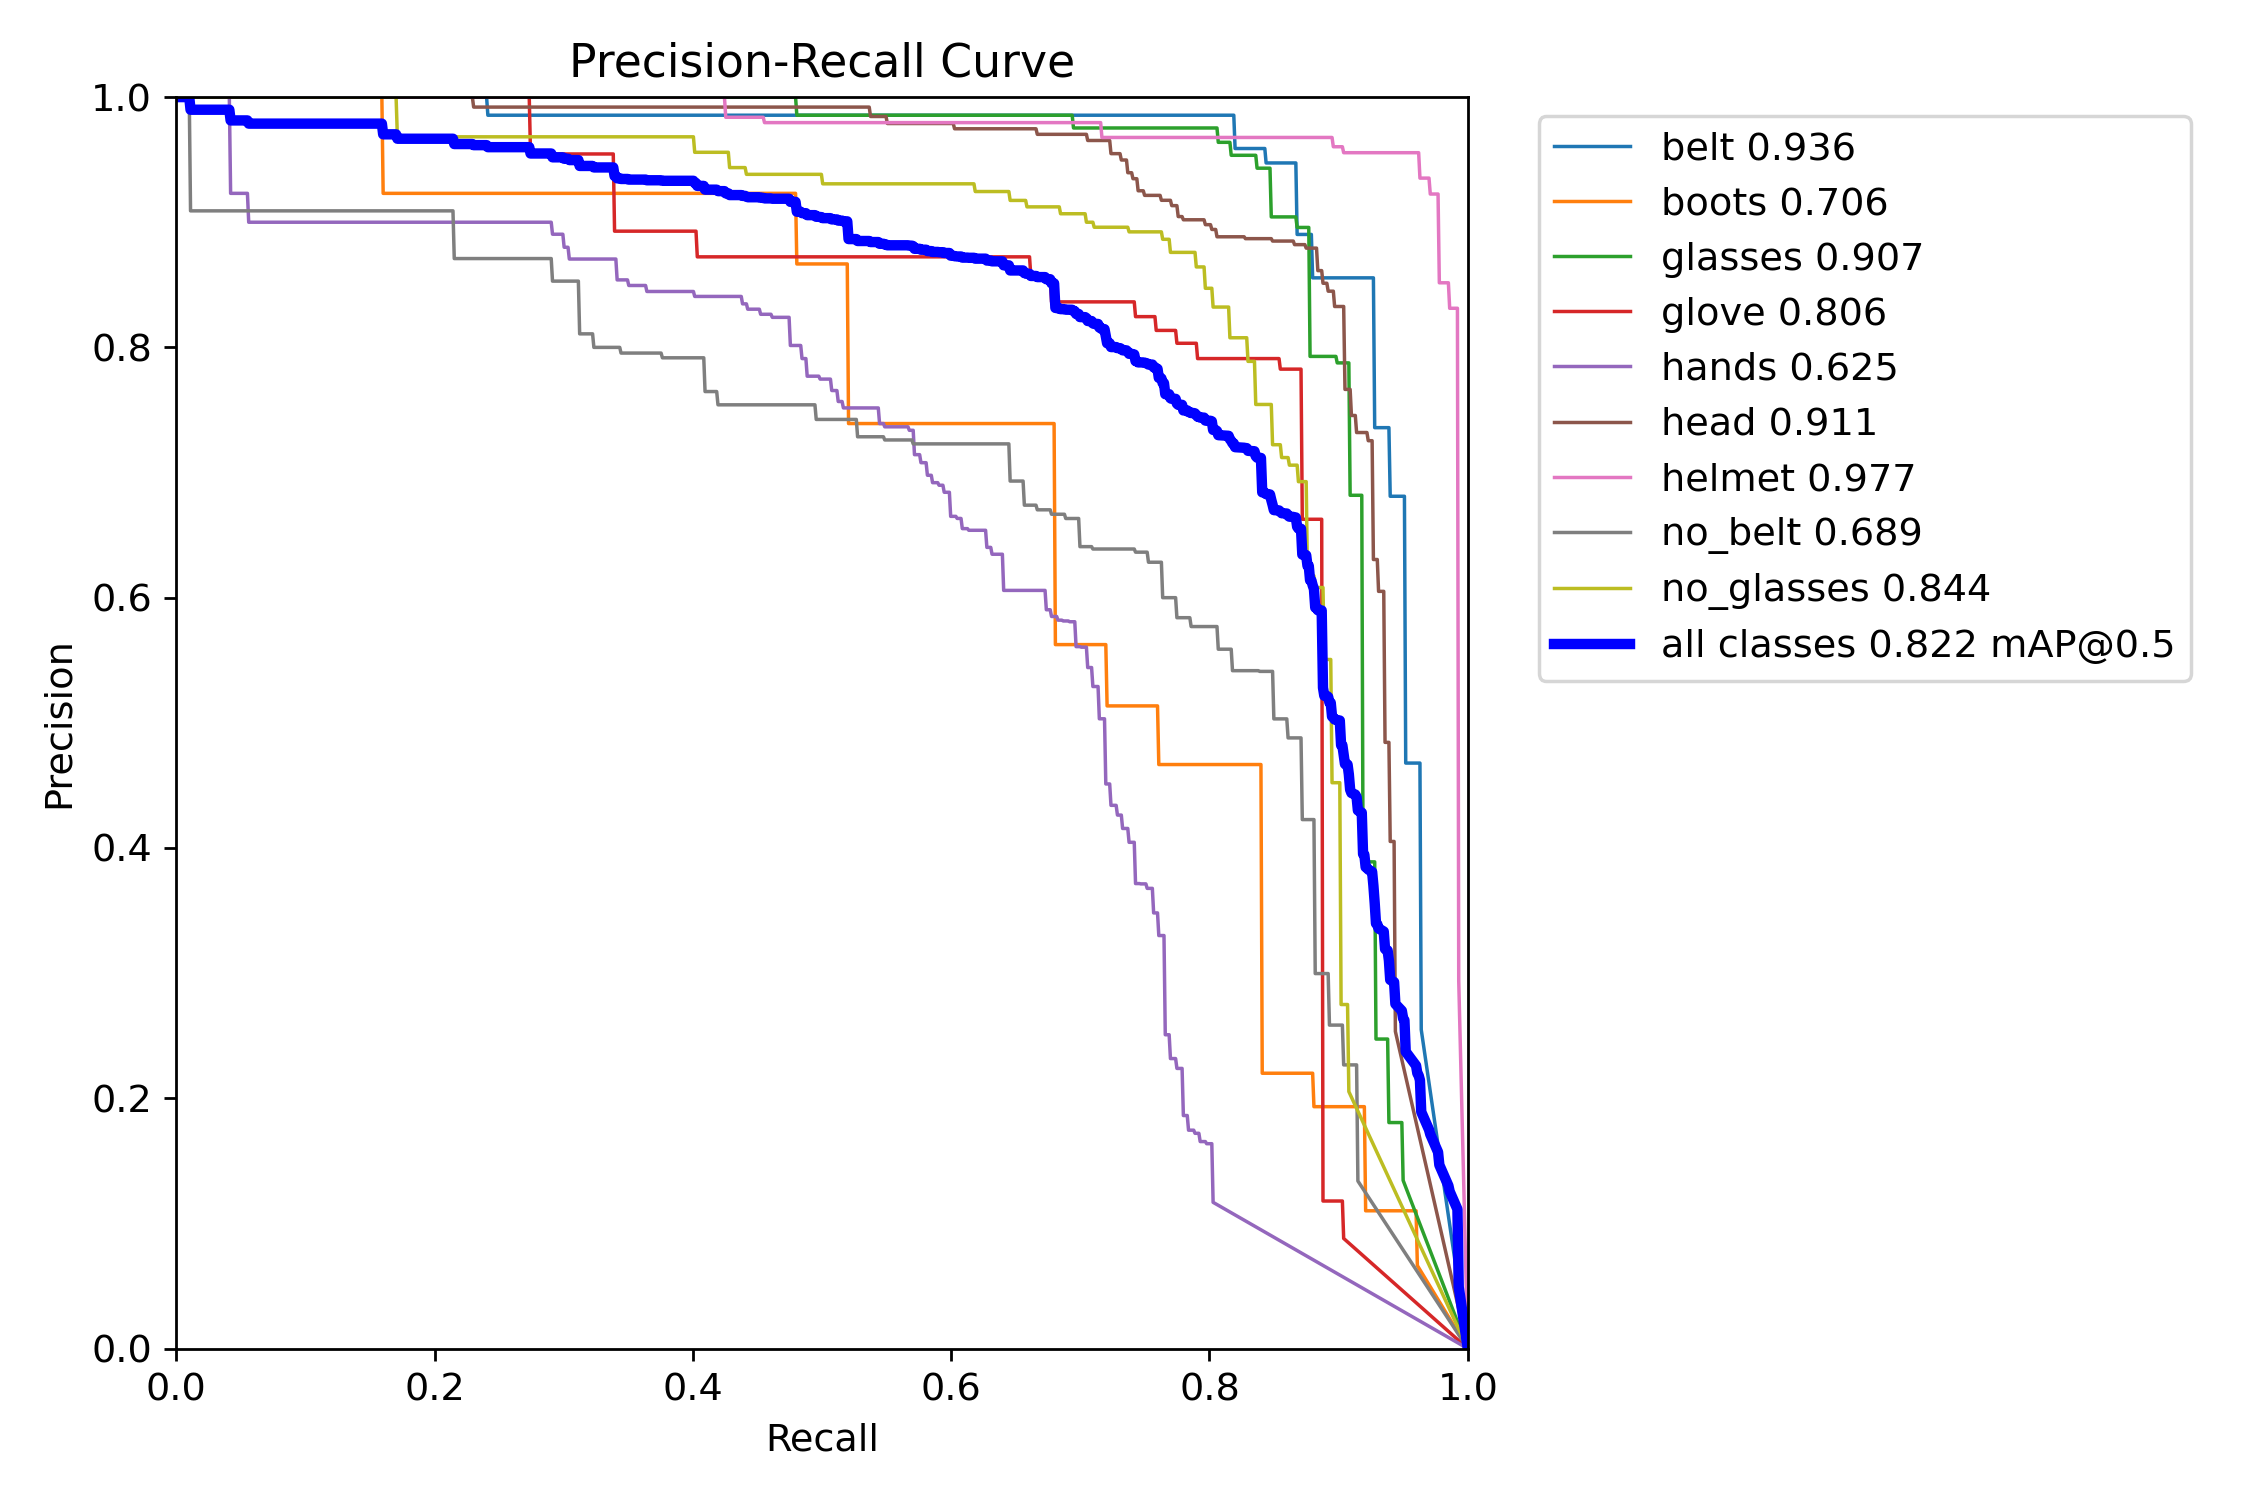 Precision-Recall Curve
1.0
0.8
0.6
0.4
0.2
0.0
Precision
0.0 0.2 0.4 0.6 0.8 1.0
Recall
belt 0.936
boots 0.706
glasses 0.907
glove 0.806
hands 0.625
head 0.911
helmet 0.977
no_belt 0.689
no_glasses 0.844
all classes 0.822 mAP@0.5